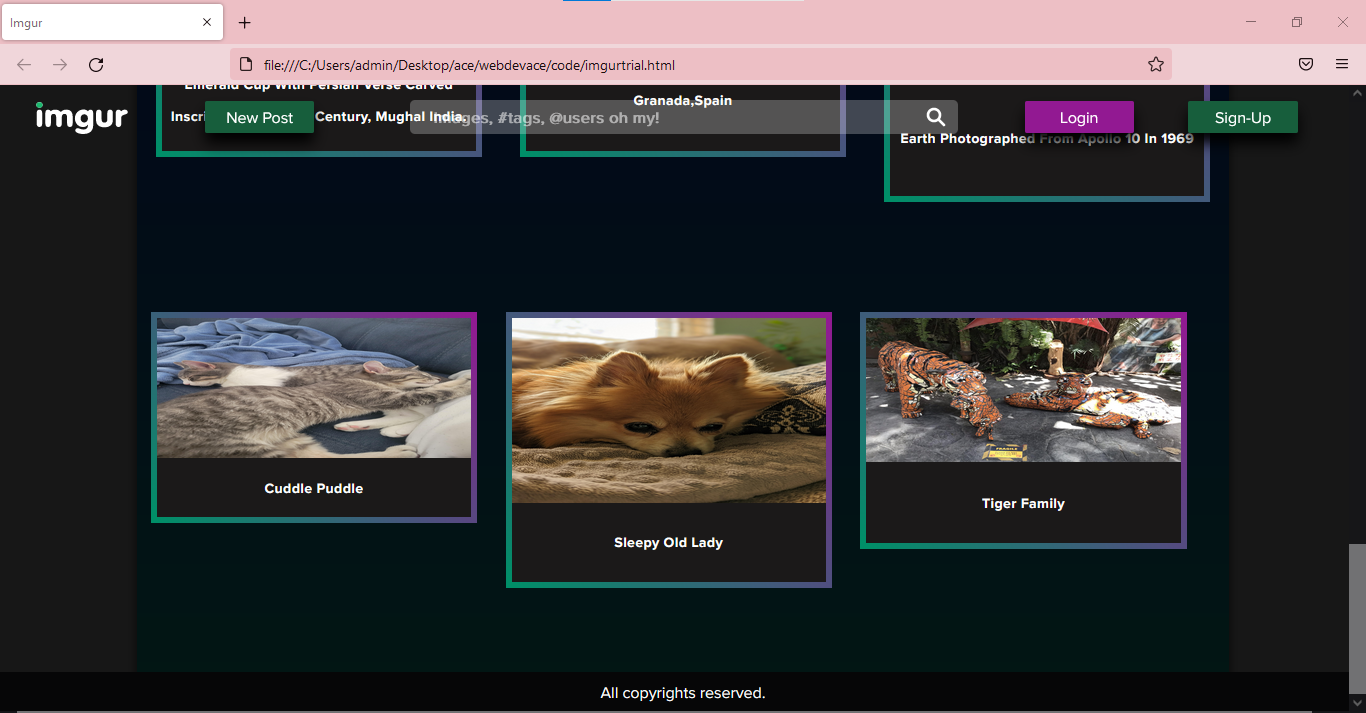 Imgur
file:///C:/Users/admin/Desktop/ace/webdevace/code/imgurtrial.html
Emerald Cup With Persian Verse Carved
Granada,Spain
imgur
Inscri
New Post
Century, Mughal India.
images, #tags, @users oh my!
Login
Sign-Up
Earth Photographed From Apollo 10 In 1969
Cuddle Puddle
Tiger Family
Sleepy Old Lady
All copyrights reserved.